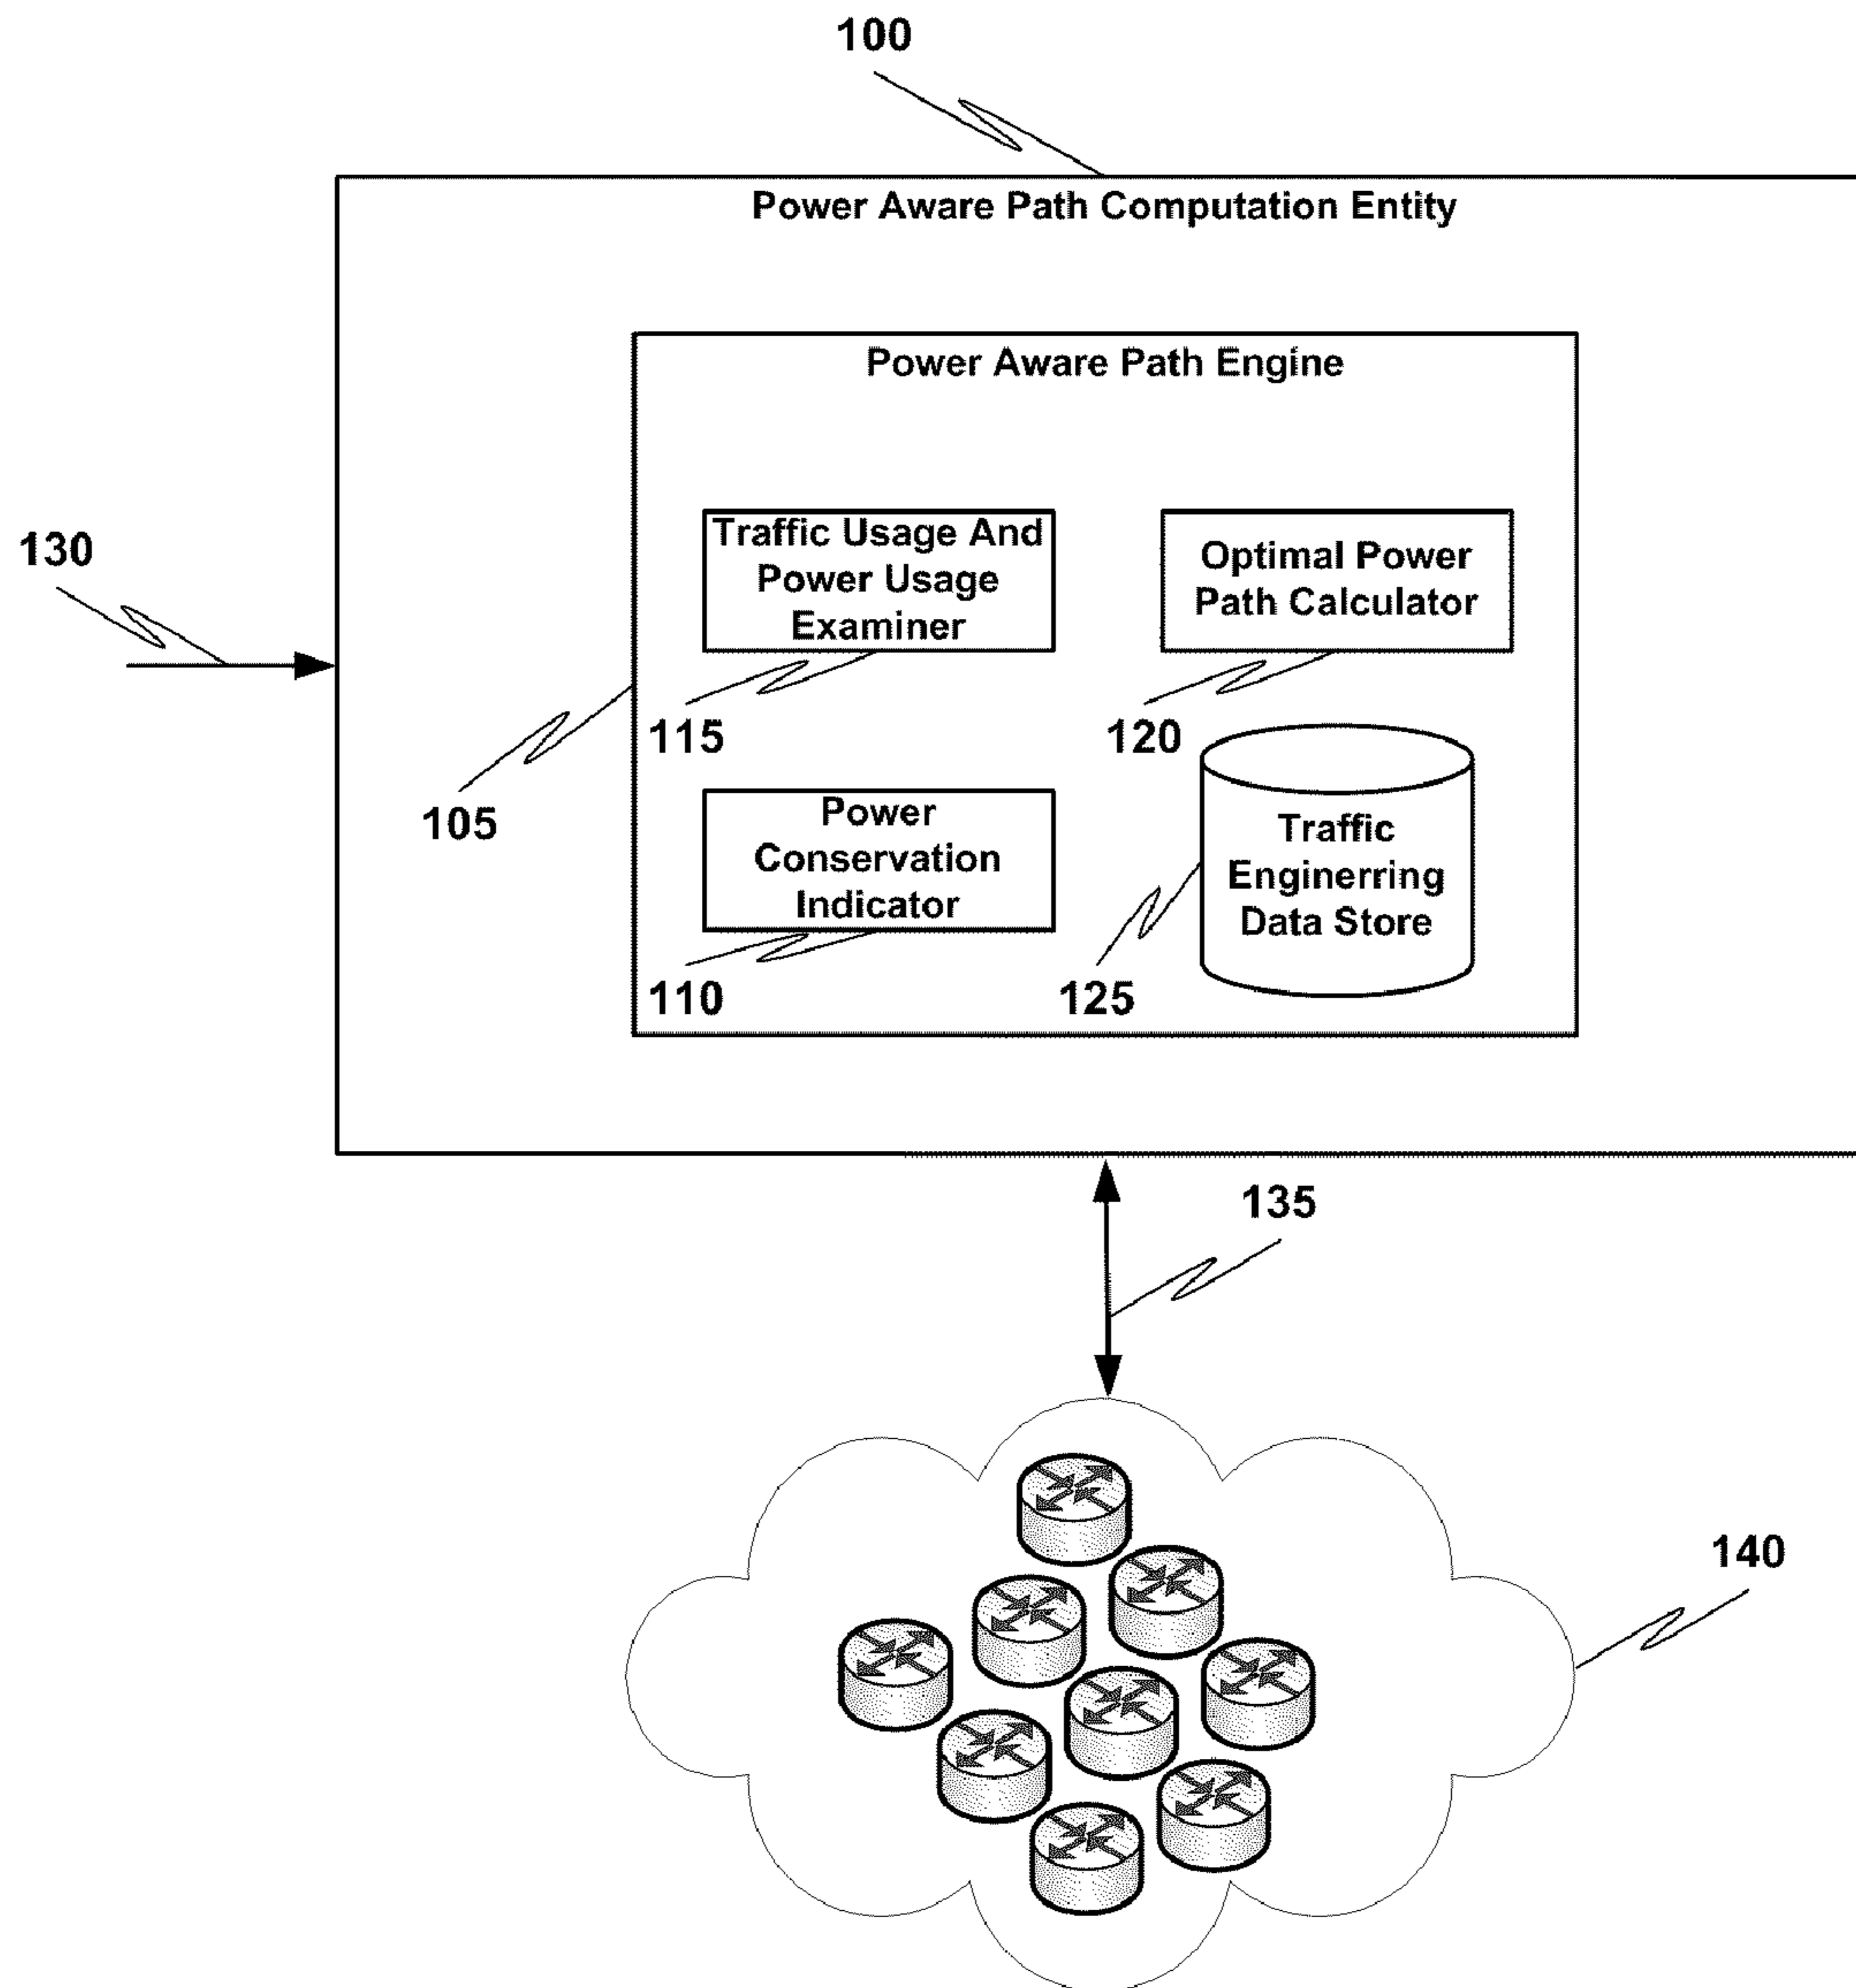 100
Power Aware Path Computation Entity
Power Aware Path Engine
130
Traffic Usage And
Power Usage
Examiner
Optimal Power
Path Calculator
115
120
105
Power
Conservation
Indicator
Traffic
Enginerring
Data Store
110
125
135
140